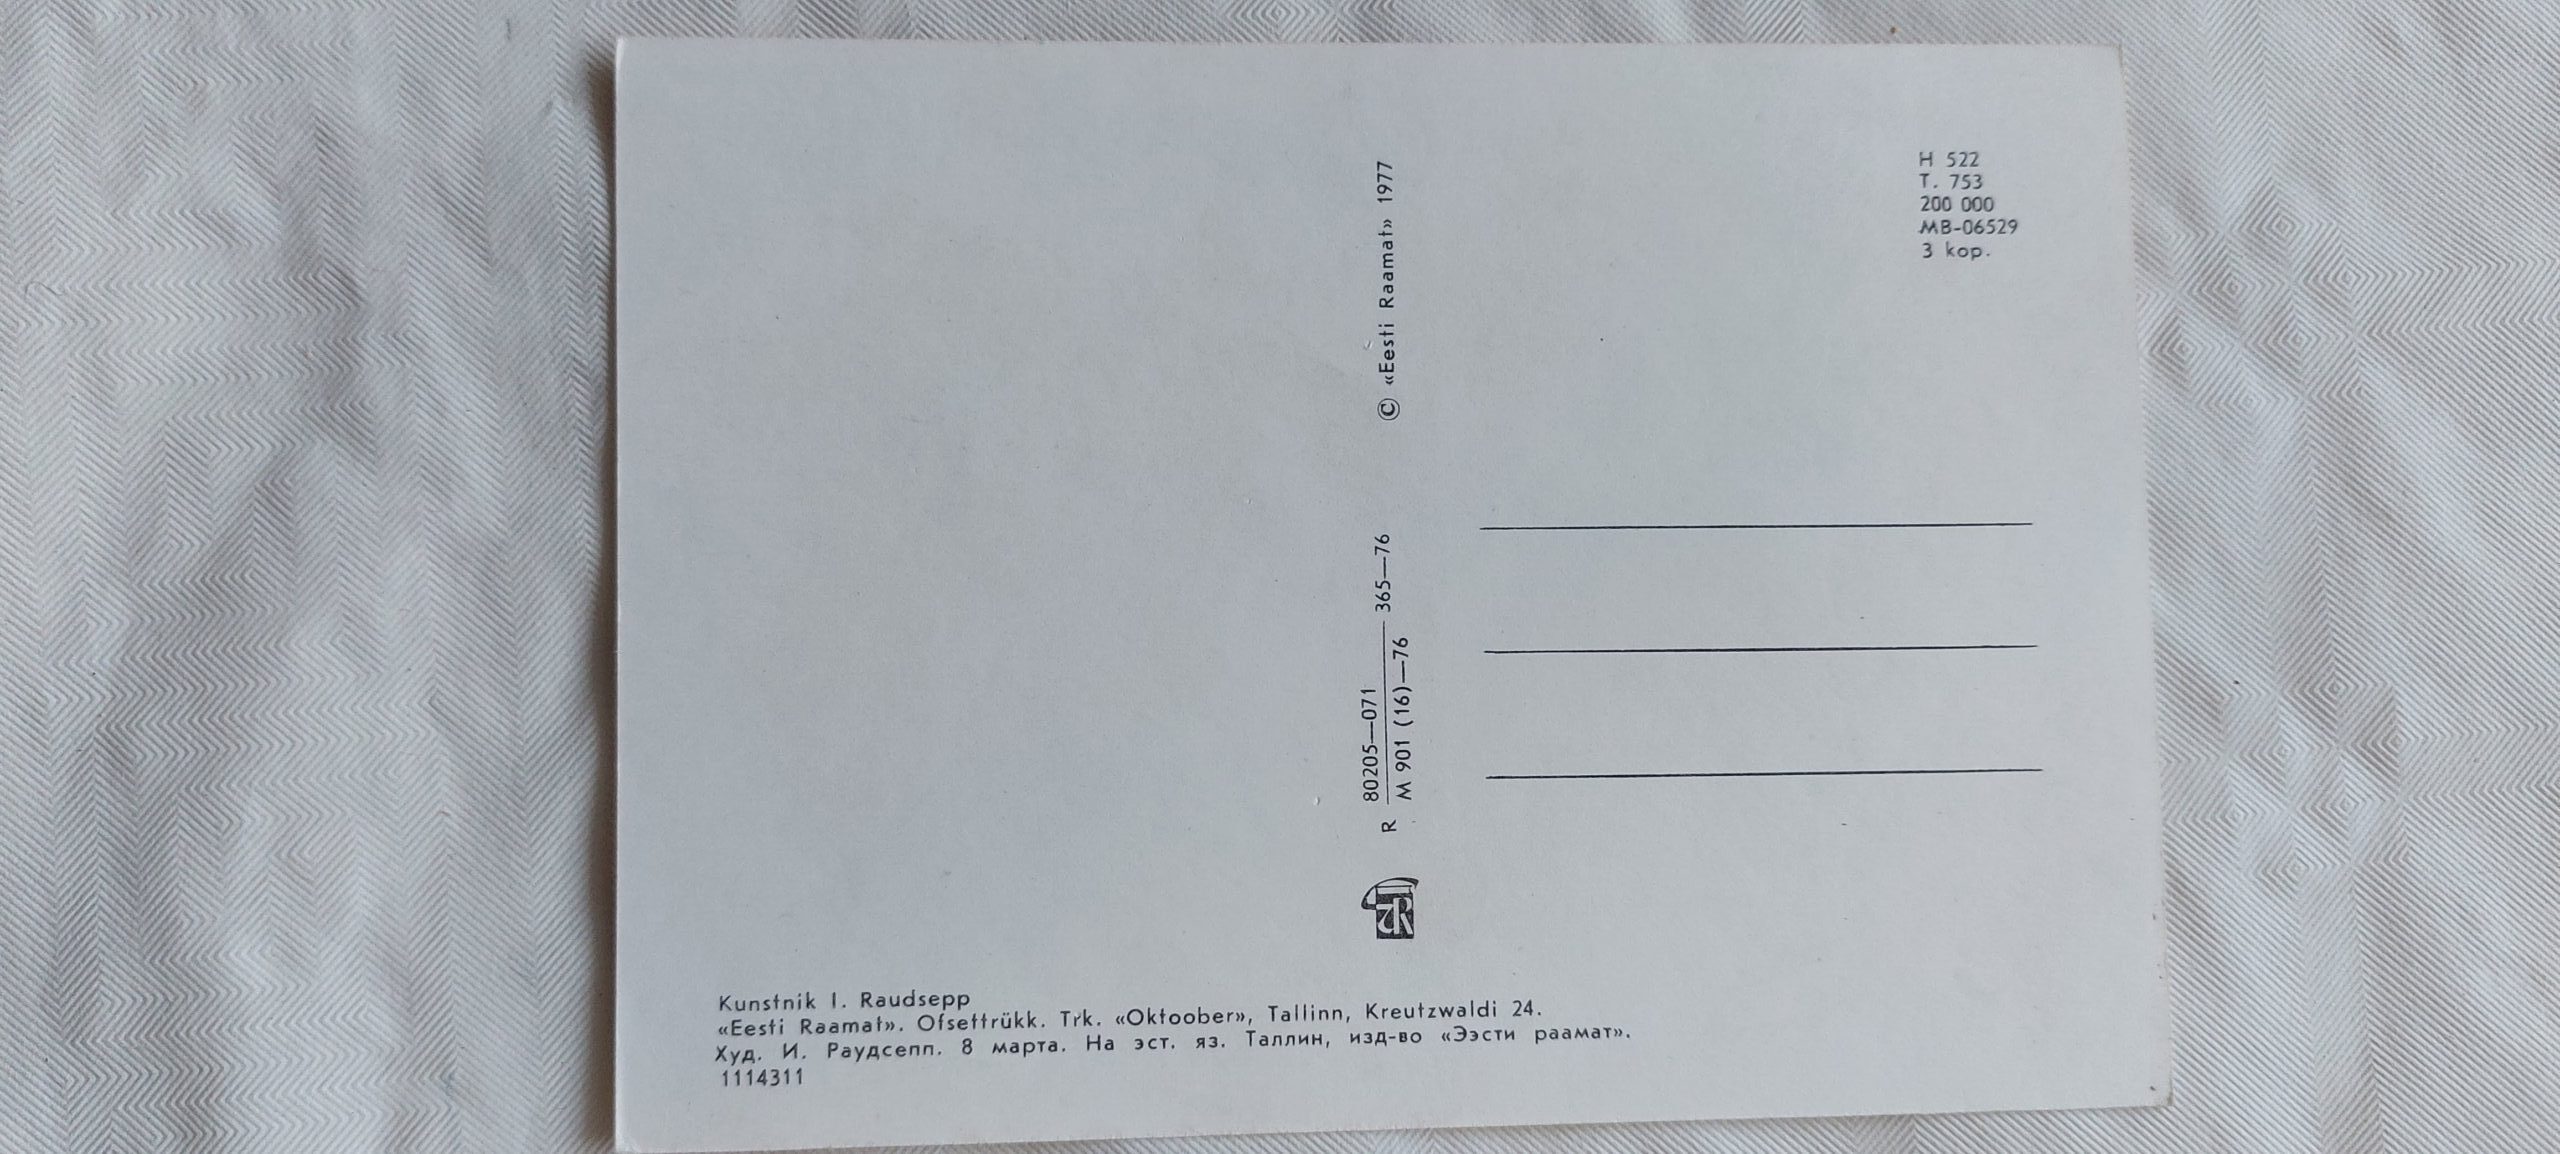 H 522
T. 753
200 000
MB-06529
3 kop.
© «Eesti Raamat» 1977
R 80205—071
M 901 (16)—76
365—76
Kunstnik I. Raudsepp
«Eesti Raamat». Ofsettrükk. Trk. «Oktoober», Tallinn, Kreutzwaldi 24.
Худ. И. Раудсепп. 8 марта. На эст. яз. Таллин, изд-во «Ээсти раамат».
1114311